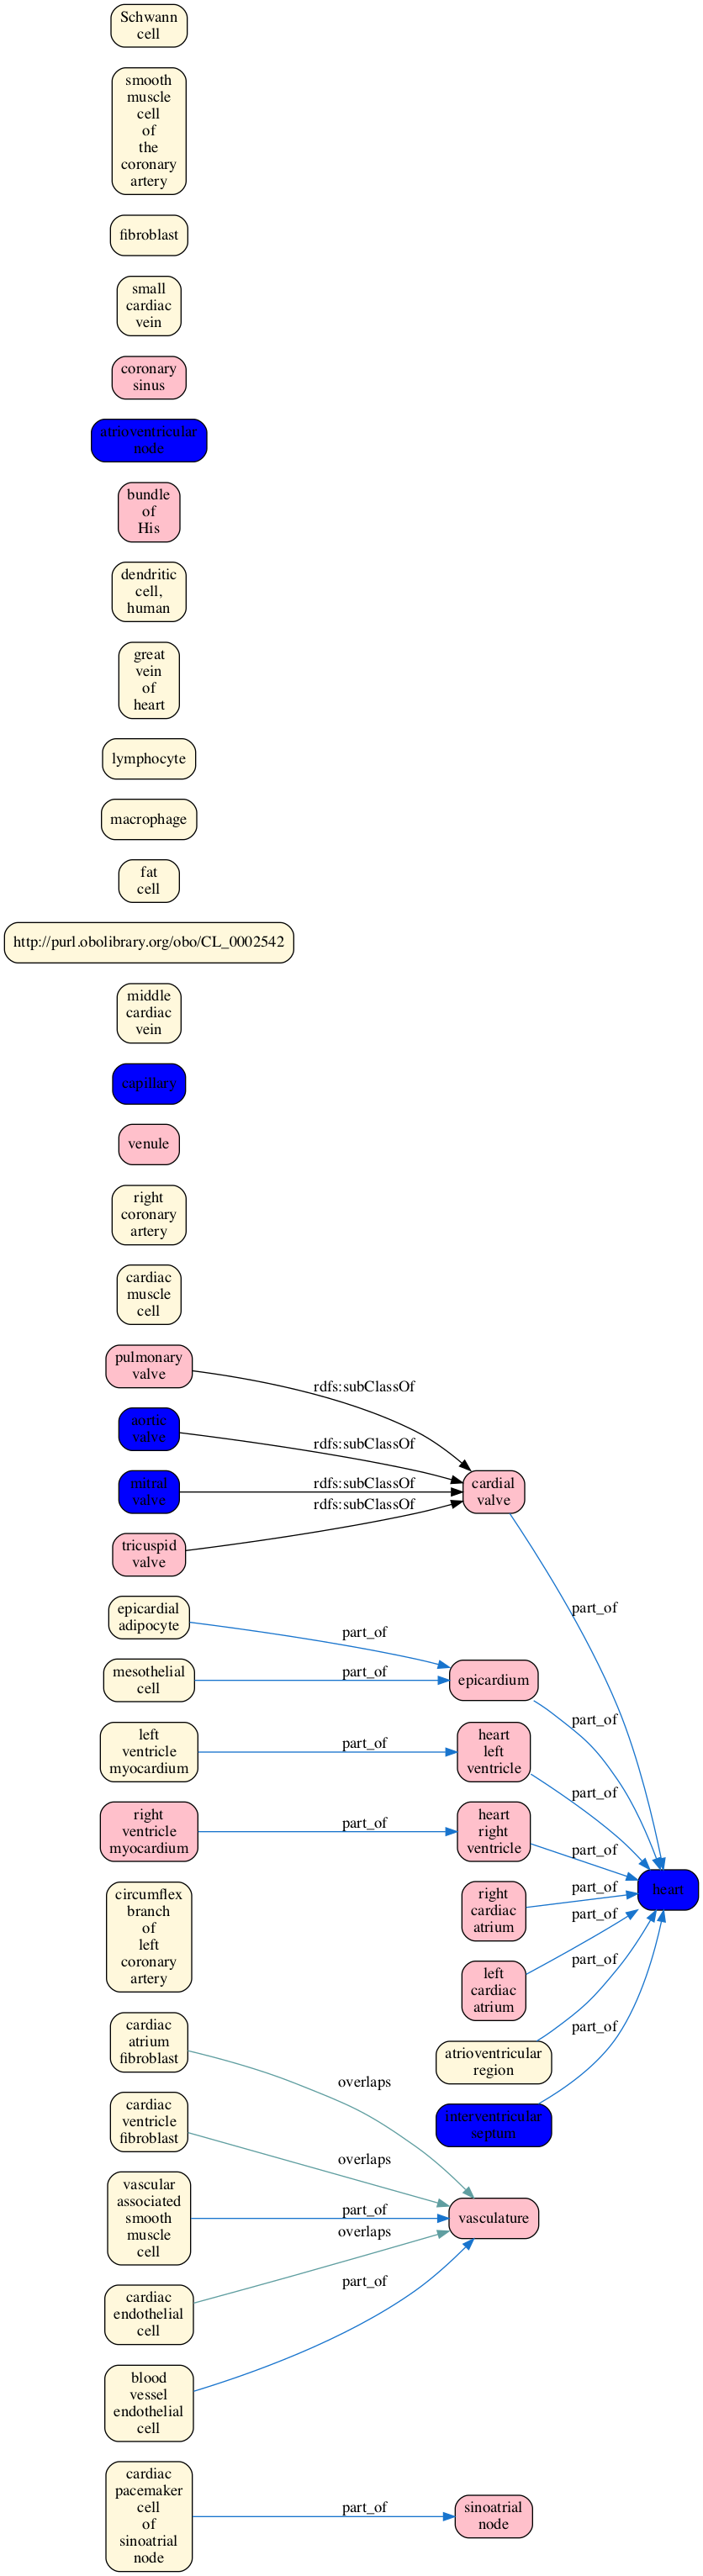 Schwann
cell
smooth
muscle
cell
of
the
coronary
artery
fibroblast
small
cardiac
vein
coronary
sinus
atrioventricular
node
bundle
of
His
dendritic
cell,
human
great
vein
of
heart
lymphocyte
macrophage
fat
cell
http://purl.obolibrary.org/obo/CL_0002542
middle
cardiac
vein
capillary
venule
right
coronary
artery
cardiac
muscle
cell
pulmonary
valve
rdfs:subClassOf
aortic
valve
rdfs:subClassOf
mitral
valve
rdfs:subClassOf
cardial
valve
rdfs:subClassOf
tricuspid
valve
part_of
epicardial
adipocyte
part_of
mesothelial
cell
part_of
epicardium
part_of
left
ventricle
myocardium
part_of
heart
left
ventricle
part_of
right
ventricle
myocardium
part_of
heart
right
ventricle
part_of
heart
circumflex
branch
of
left
coronary
artery
right
cardiac
atrium
part_of
left
cardiac
atrium
part_of
cardiac
atrium
fibroblast
atrioventricular
region
part_of
overlaps
cardiac
ventricle
fibroblast
interventricular
septum
part_of
overlaps
vascular
associated
smooth
muscle
cell
part_of
vasculature
overlaps
cardiac
endothelial
cell
part_of
blood
vessel
endothelial
cell
cardiac
pacemaker
cell
of
sinoatrial
node
part_of
sinoatrial
node